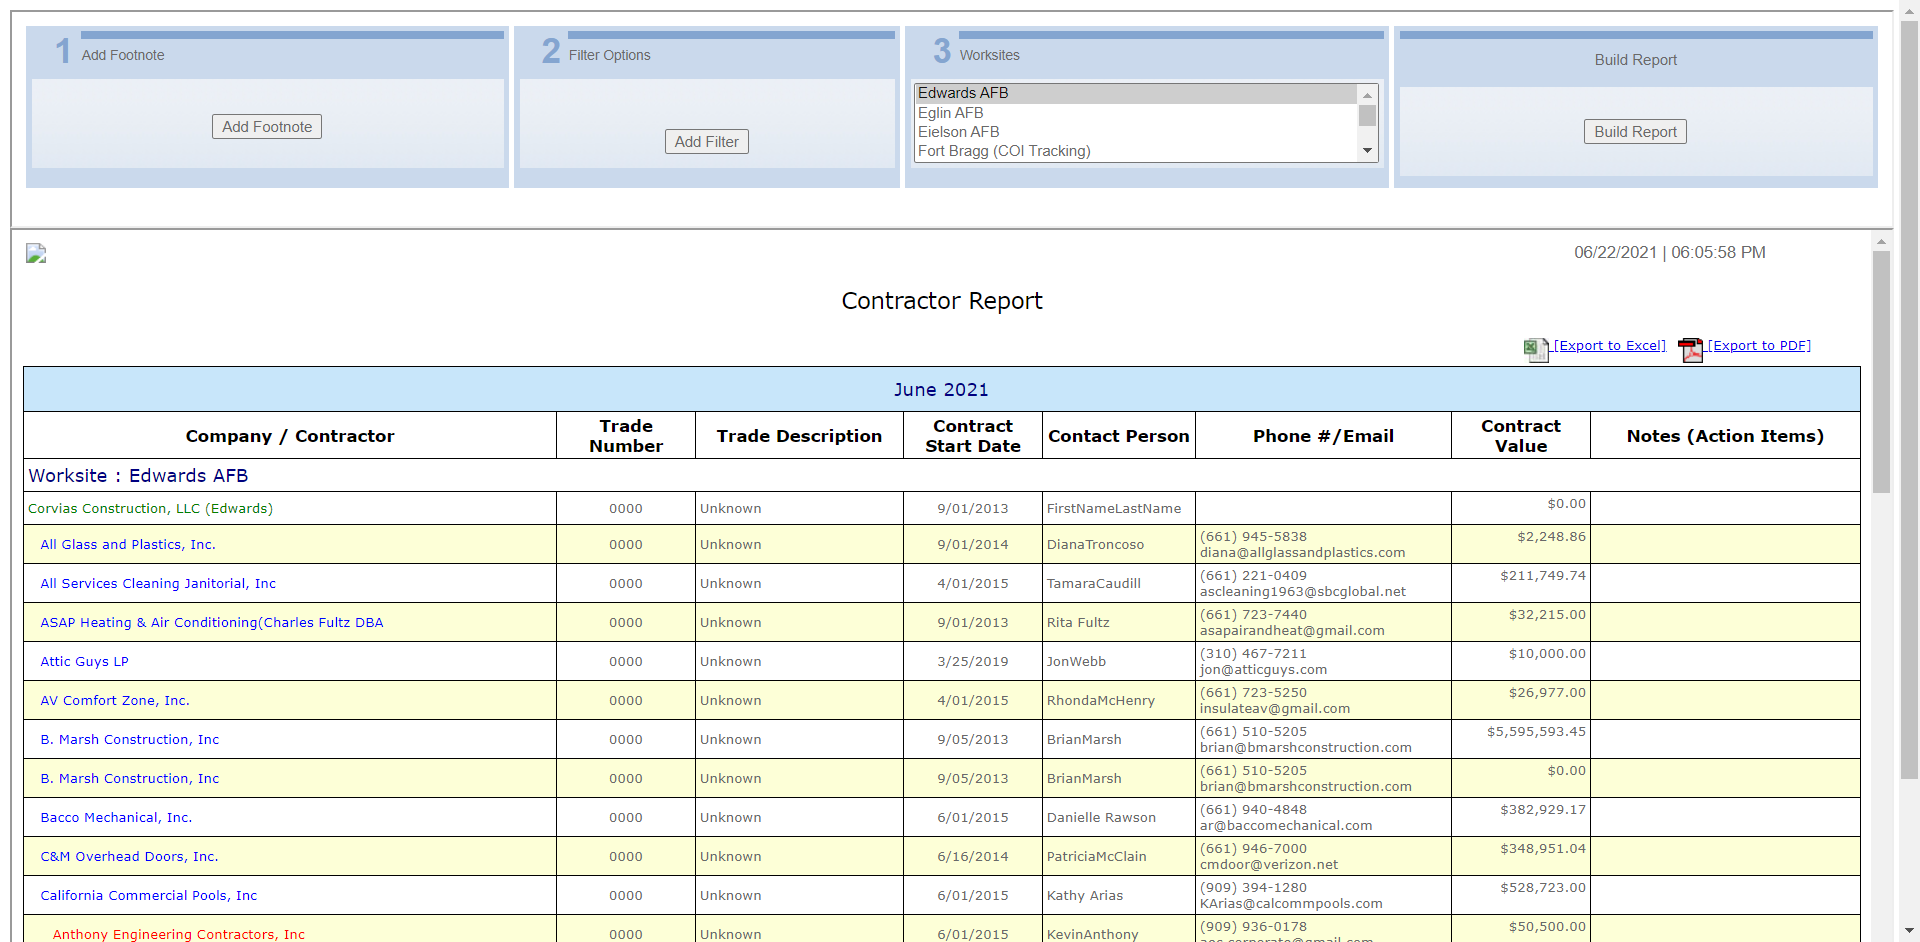 1 Add Footnote
Add Footnote
2 Filter Options
Add Filter
3 Worksites
Edwards AFB
Eglin AFB
Eielson AFB
Fort Bragg (COI Tracking)
Build Report
Build Report
06/22/2021 | 06:05:58 PM
Contractor Report
[Export to Excel] [Export to PDF]
June 2021
Company / Contractor Trade Number Trade Description Contract Start Date Contact Person Phone #/Email Contract Value Notes (Action Items)
Worksite : Edwards AFB
Corvias Construction, LLC (Edwards) 0000 Unknown 9/01/2013 FirstNameLastName $0.00
All Glass and Plastics, Inc. 0000 Unknown 9/01/2014 DianaTroncoso (661) 945-5838 $2,248.86
diana@allglassandplastics.com
All Services Cleaning Janitorial, Inc 0000 Unknown 4/01/2015 TamaraCaudill (661) 221-0409 $211,749.74
ascleaning1963@sbcglobal.net
ASAP Heating & Air Conditioning(Charles Fultz DBA 0000 Unknown 9/01/2013 Rita Fultz (661) 723-7440 $32,215.00
asapairandheat@gmail.com
Attic Guys LP 0000 Unknown 3/25/2019 JonWebb (310) 467-7211 $10,000.00
jon@atticguys.com
AV Comfort Zone, Inc. 0000 Unknown 4/01/2015 RhondaMcHenry (661) 723-5250 $26,977.00
insulateav@gmail.com
B. Marsh Construction, Inc 0000 Unknown 9/05/2013 BrianMarsh (661) 510-5205 $5,595,593.45
brian@bmarshconstruction.com
B. Marsh Construction, Inc 0000 Unknown 9/05/2013 BrianMarsh (661) 510-5205 $0.00
brian@bmarshconstruction.com
Bacco Mechanical, Inc. 0000 Unknown 6/01/2015 Danielle Rawson (661) 940-4848 $382,929.17
ar@baccomechanical.com
C&M Overhead Doors, Inc. 0000 Unknown 6/16/2014 PatriciaMcClain (661) 946-7000 $348,951.04
cmdoor@verizon.net
California Commercial Pools, Inc 0000 Unknown 6/01/2015 Kathy Arias (909) 394-1280 $528,723.00
KArias@calcommpools.com
Anthony Engineering Contractors, Inc 0000 Unknown 6/01/2015 KevinAnthony (909) 936-0178 $50,500.00